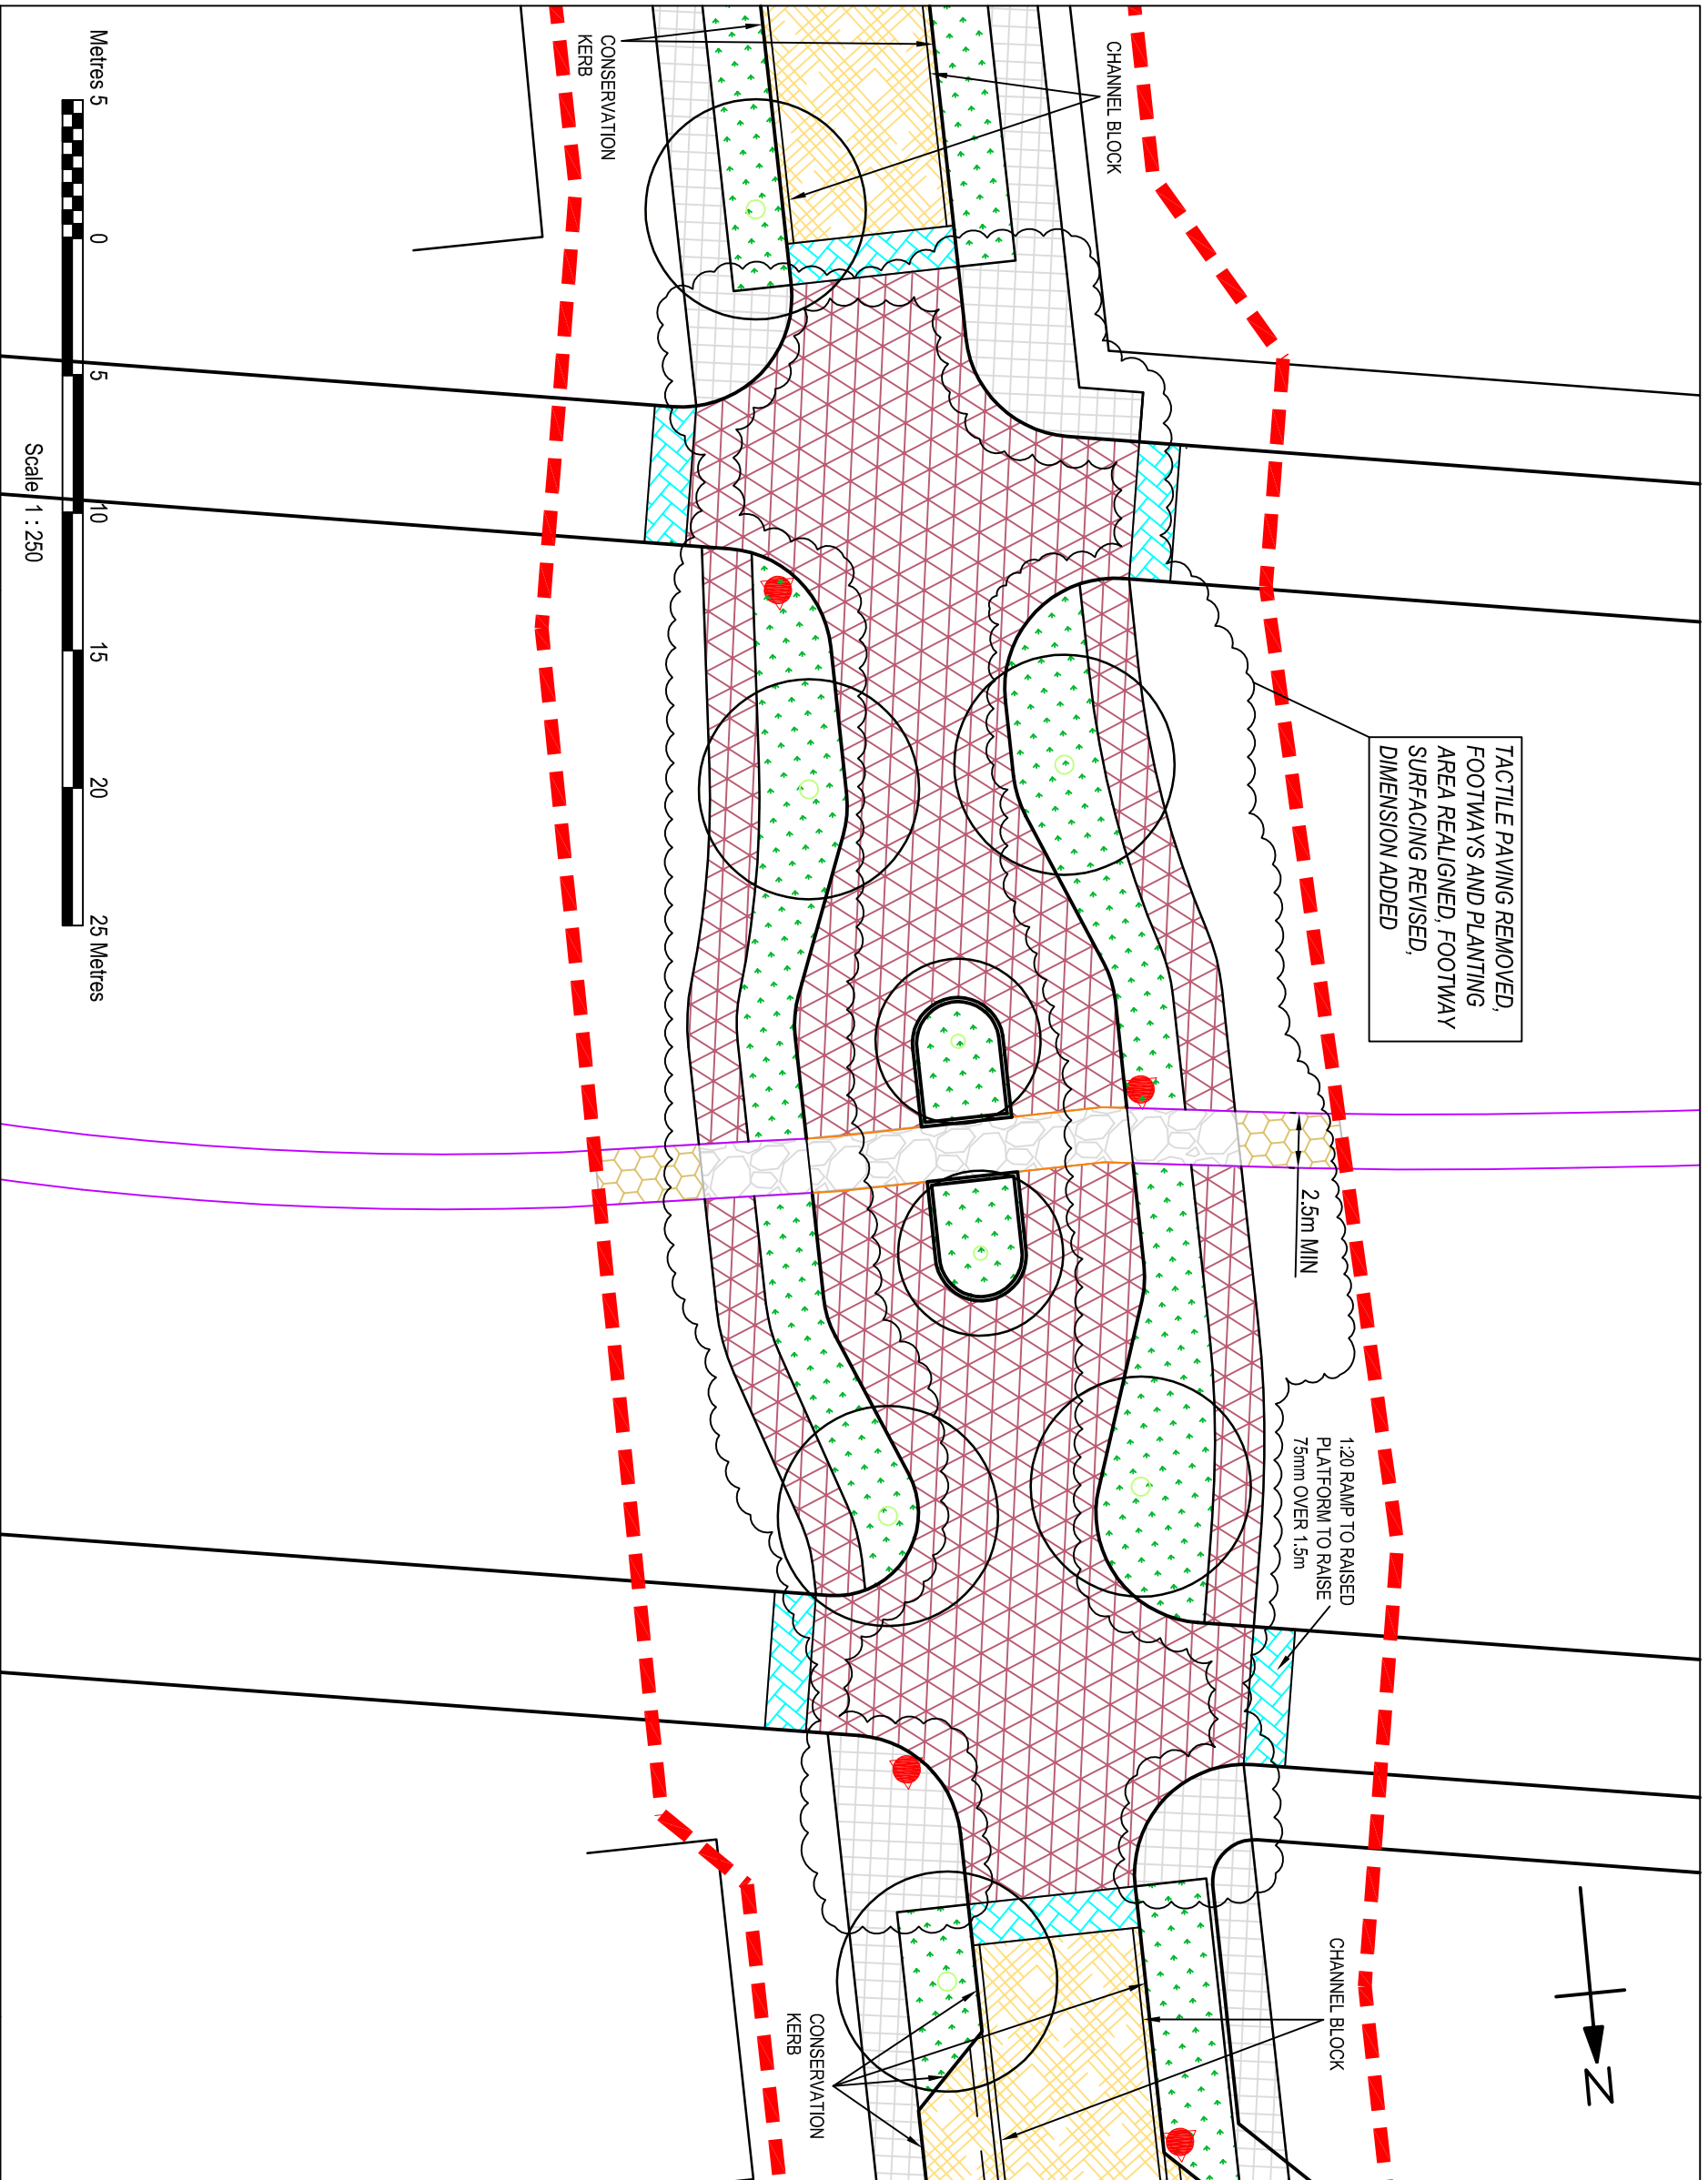 TACTILE PAVING REMOVED,
FOOTWAYS AND PLANTING
AREA REALIGNED, FOOTWAY
SURFACING REVISED,
DIMENSION ADDED
CHANNEL BLOCK
CONSERVATION
KERB
2.5m MIN
1:20 RAMP TO RAISED
PLATFORM TO RAISE
75mm OVER 1.5m
CHANNEL BLOCK
CONSERVATION
KERB
N
Metres 5 0 5 10 15 20 25 Metres
Scale 1 : 250